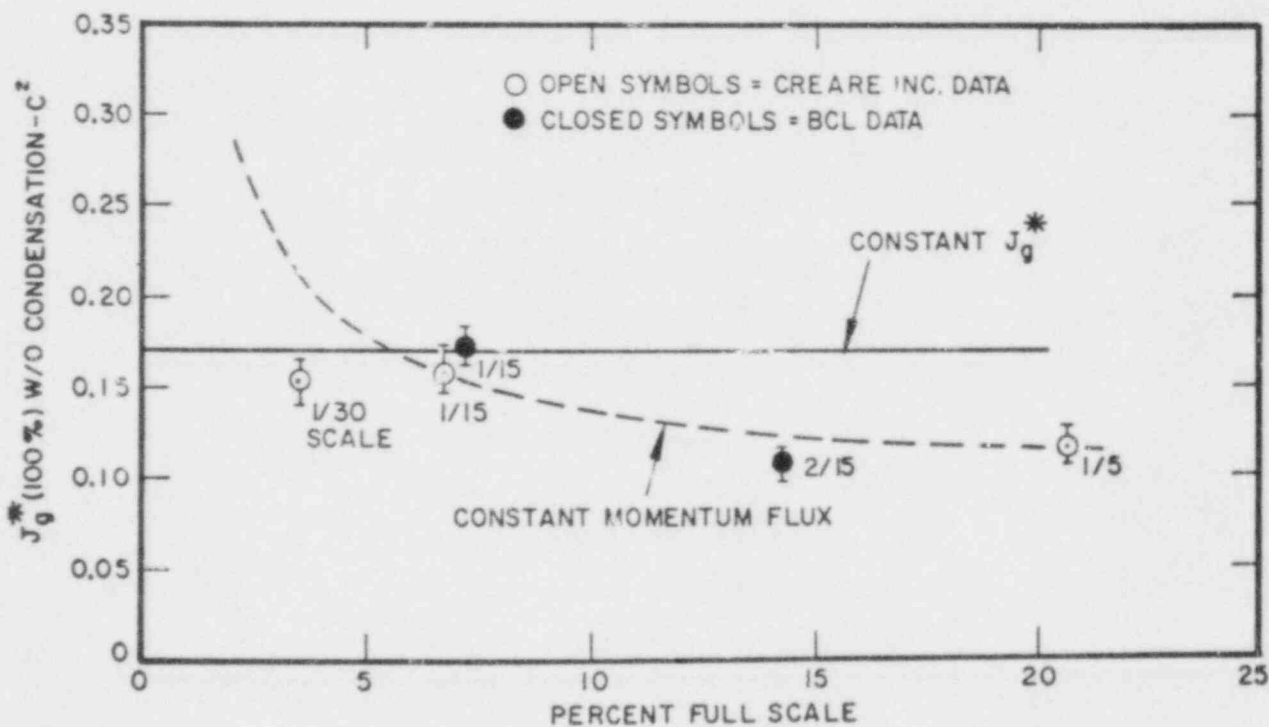 0.35
0.30
0.25
0.20
0.15
0.10
0.05
0
J*g (100%) W/O CONDENSATION-C²
OPEN SYMBOLS = CREARE INC. DATA
CLOSED SYMBOLS = BCL DATA
CONSTANT Jg*
1/30
SCALE
1/15
1/15
2/15
1/5
CONSTANT MOMENTUM FLUX
0 5 10 15 20 25
PERCENT FULL SCALE